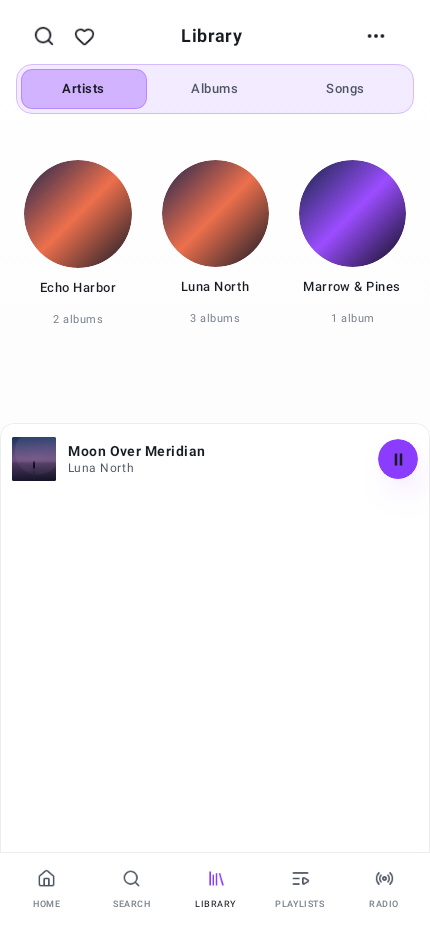 Library
Artists Albums Songs
Echo Harbor Luna North Marrow & Pines
2 albums 3 albums 1 album
Moon Over Meridian
Luna North
HOME SEARCH LIBRARY PLAYLISTS RADIO